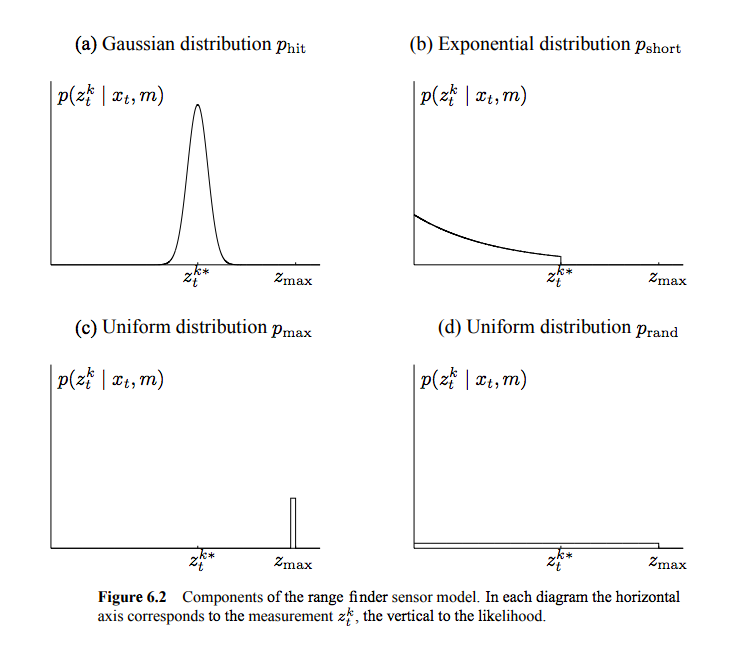 (a) Gaussian distribution p_hit
(b) Exponential distribution p_short
p(z_t^k | x_t, m)
p(z_t^k | x_t, m)
z_t^{k*}
z_max
z_t^{k*}
z_max
(c) Uniform distribution p_max
(d) Uniform distribution p_rand
p(z_t^k | x_t, m)
p(z_t^k | x_t, m)
z_t^{k*}
z_max
z_t^{k*}
z_max
Figure 6.2 Components of the range finder sensor model. In each diagram the horizontal
axis corresponds to the measurement z_t^k, the vertical to the likelihood.